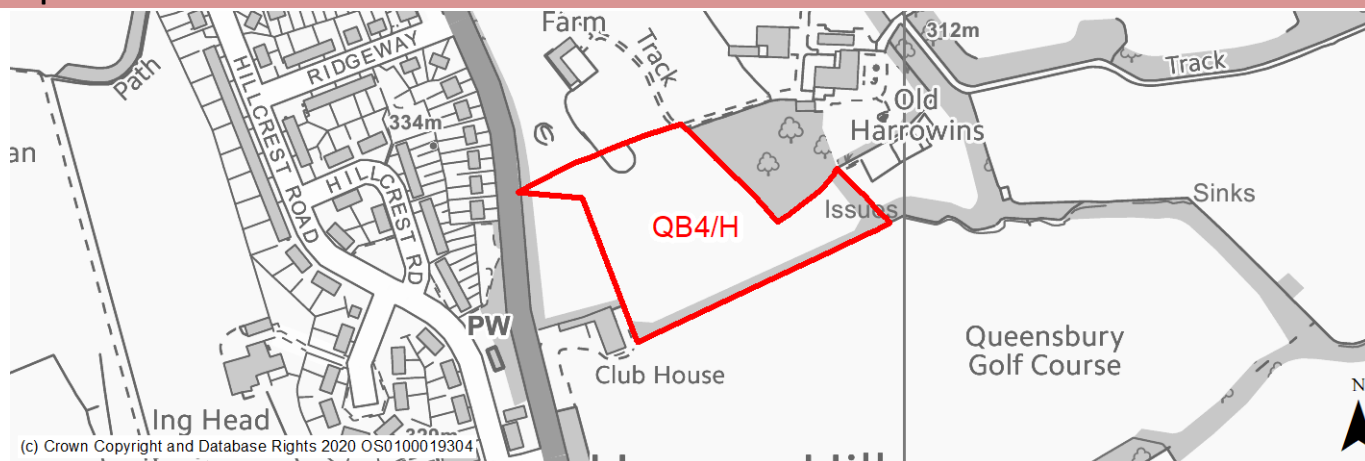 Farm
Track
312m
Track
Path
RIDGEWAY
HILLCREST ROAD
334m
Old
Harrowins
an
HILLCREST RD
Issues
Sinks
QB4/H
PW
Queensbury
Golf Course
Club House
N
Ing Head
(c) Crown Copyright and Database Rights 2020 OS0100019304